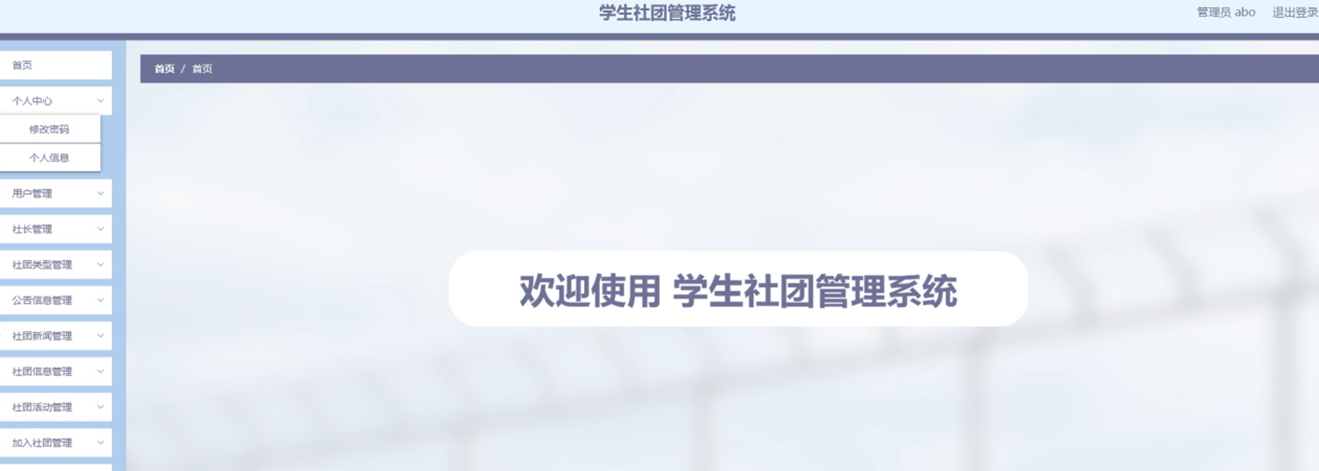 学生社团管理系统
管理员 abo 退出登录
首页
首页 / 首页
个人中心
修改密码
个人信息
用户管理
社长管理
社团类型管理
公告信息管理
社团新闻管理
社团信息管理
社团活动管理
加入社团管理
欢迎使用 学生社团管理系统